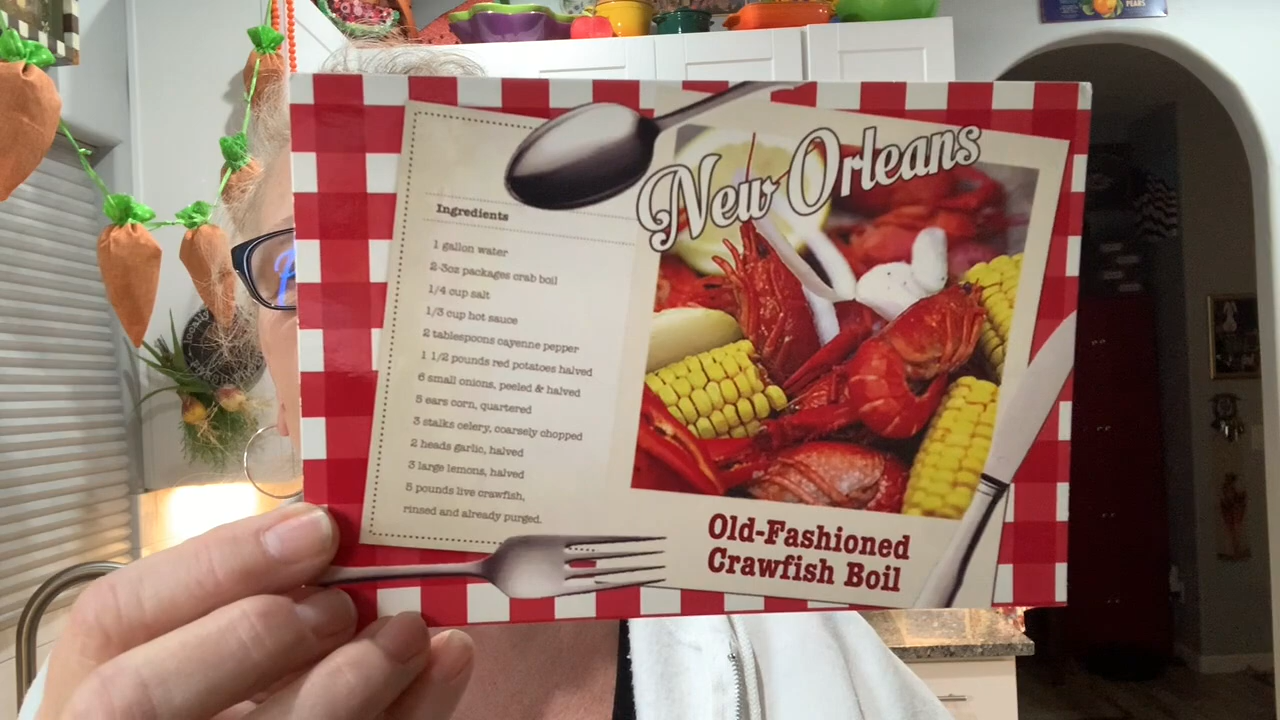 New Orleans
Ingredients
1 gallon water
2-3oz packages crab boil
1/4 cup salt
1/3 cup hot sauce
2 tablespoons cayenne pepper
1 1/2 pounds red potatoes halved
6 small onions, peeled & halved
5 ears corn, quartered
3 stalks celery, coarsely chopped
2 heads garlic, halved
3 large lemons, halved
5 pounds live crawfish,
rinsed and already purged.
Old-Fashioned
Crawfish Boil
PEARS